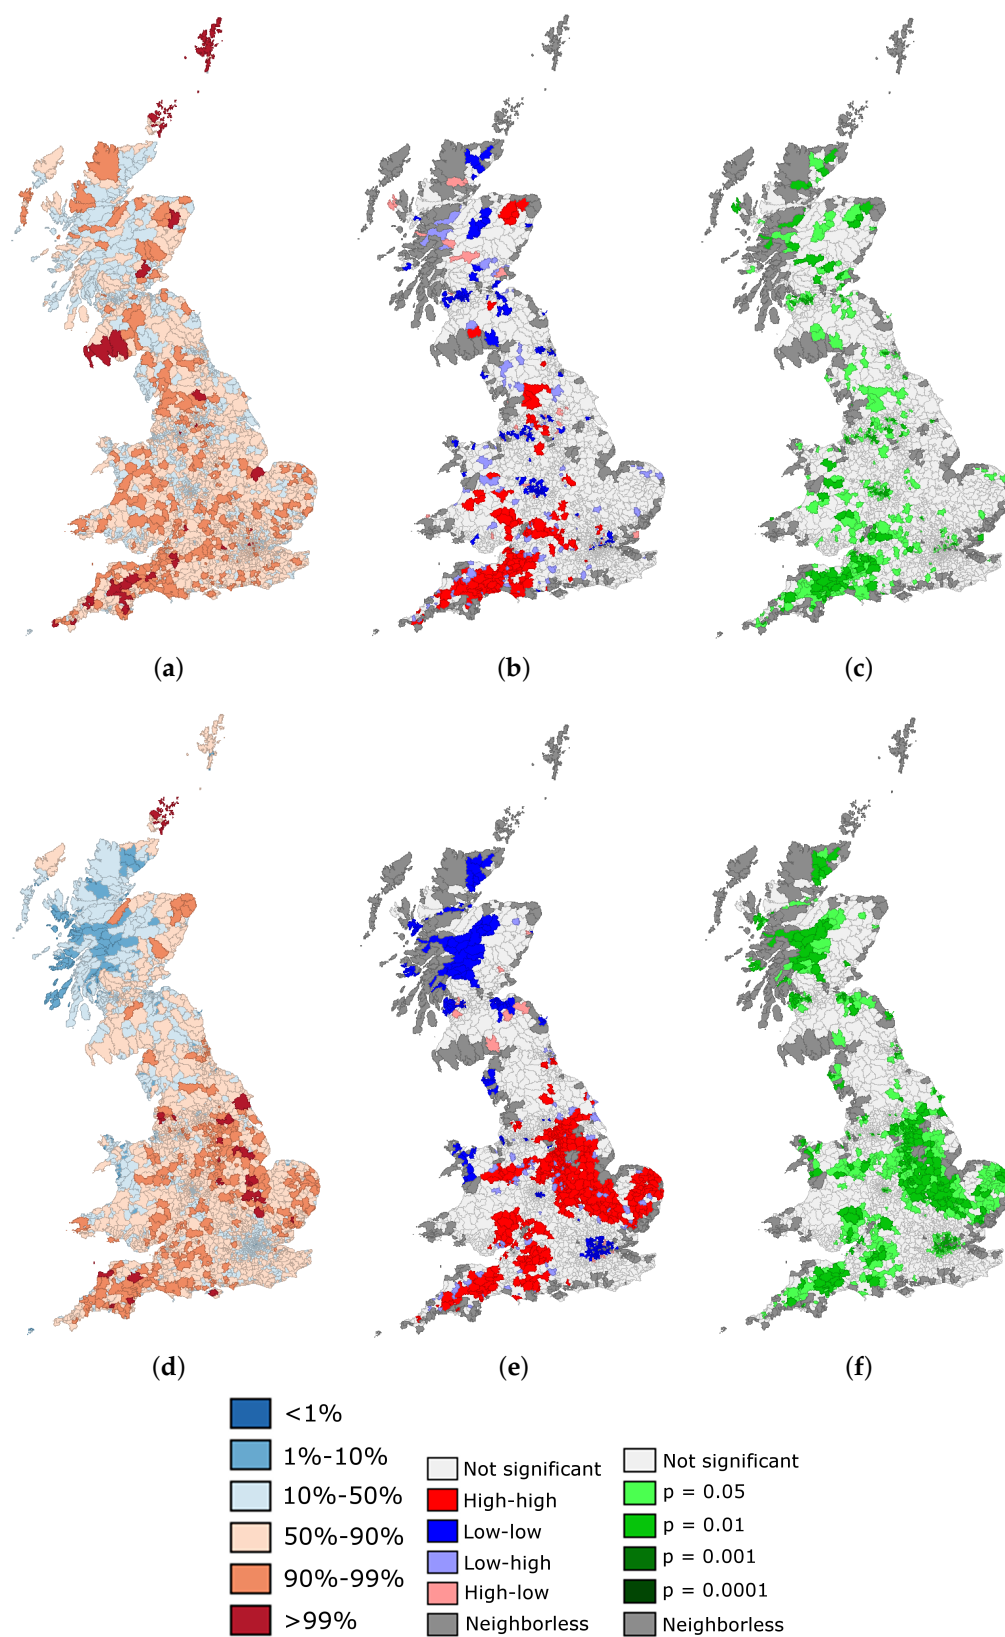 (a) (b) (c)
(d) (e) (f)
<1%
1%-10%
10%-50%
50%-90%
90%-99%
>99%
Not significant
High-high
Low-low
Low-high
High-low
Neighborless
Not significant
p = 0.05
p = 0.01
p = 0.001
p = 0.0001
Neighborless